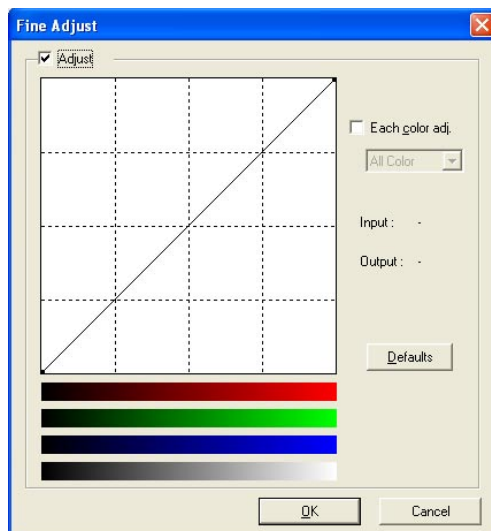 Fine Adjust
Adjust
Each color adj.
All Color
Input : -
Output : -
Defaults
OK
Cancel